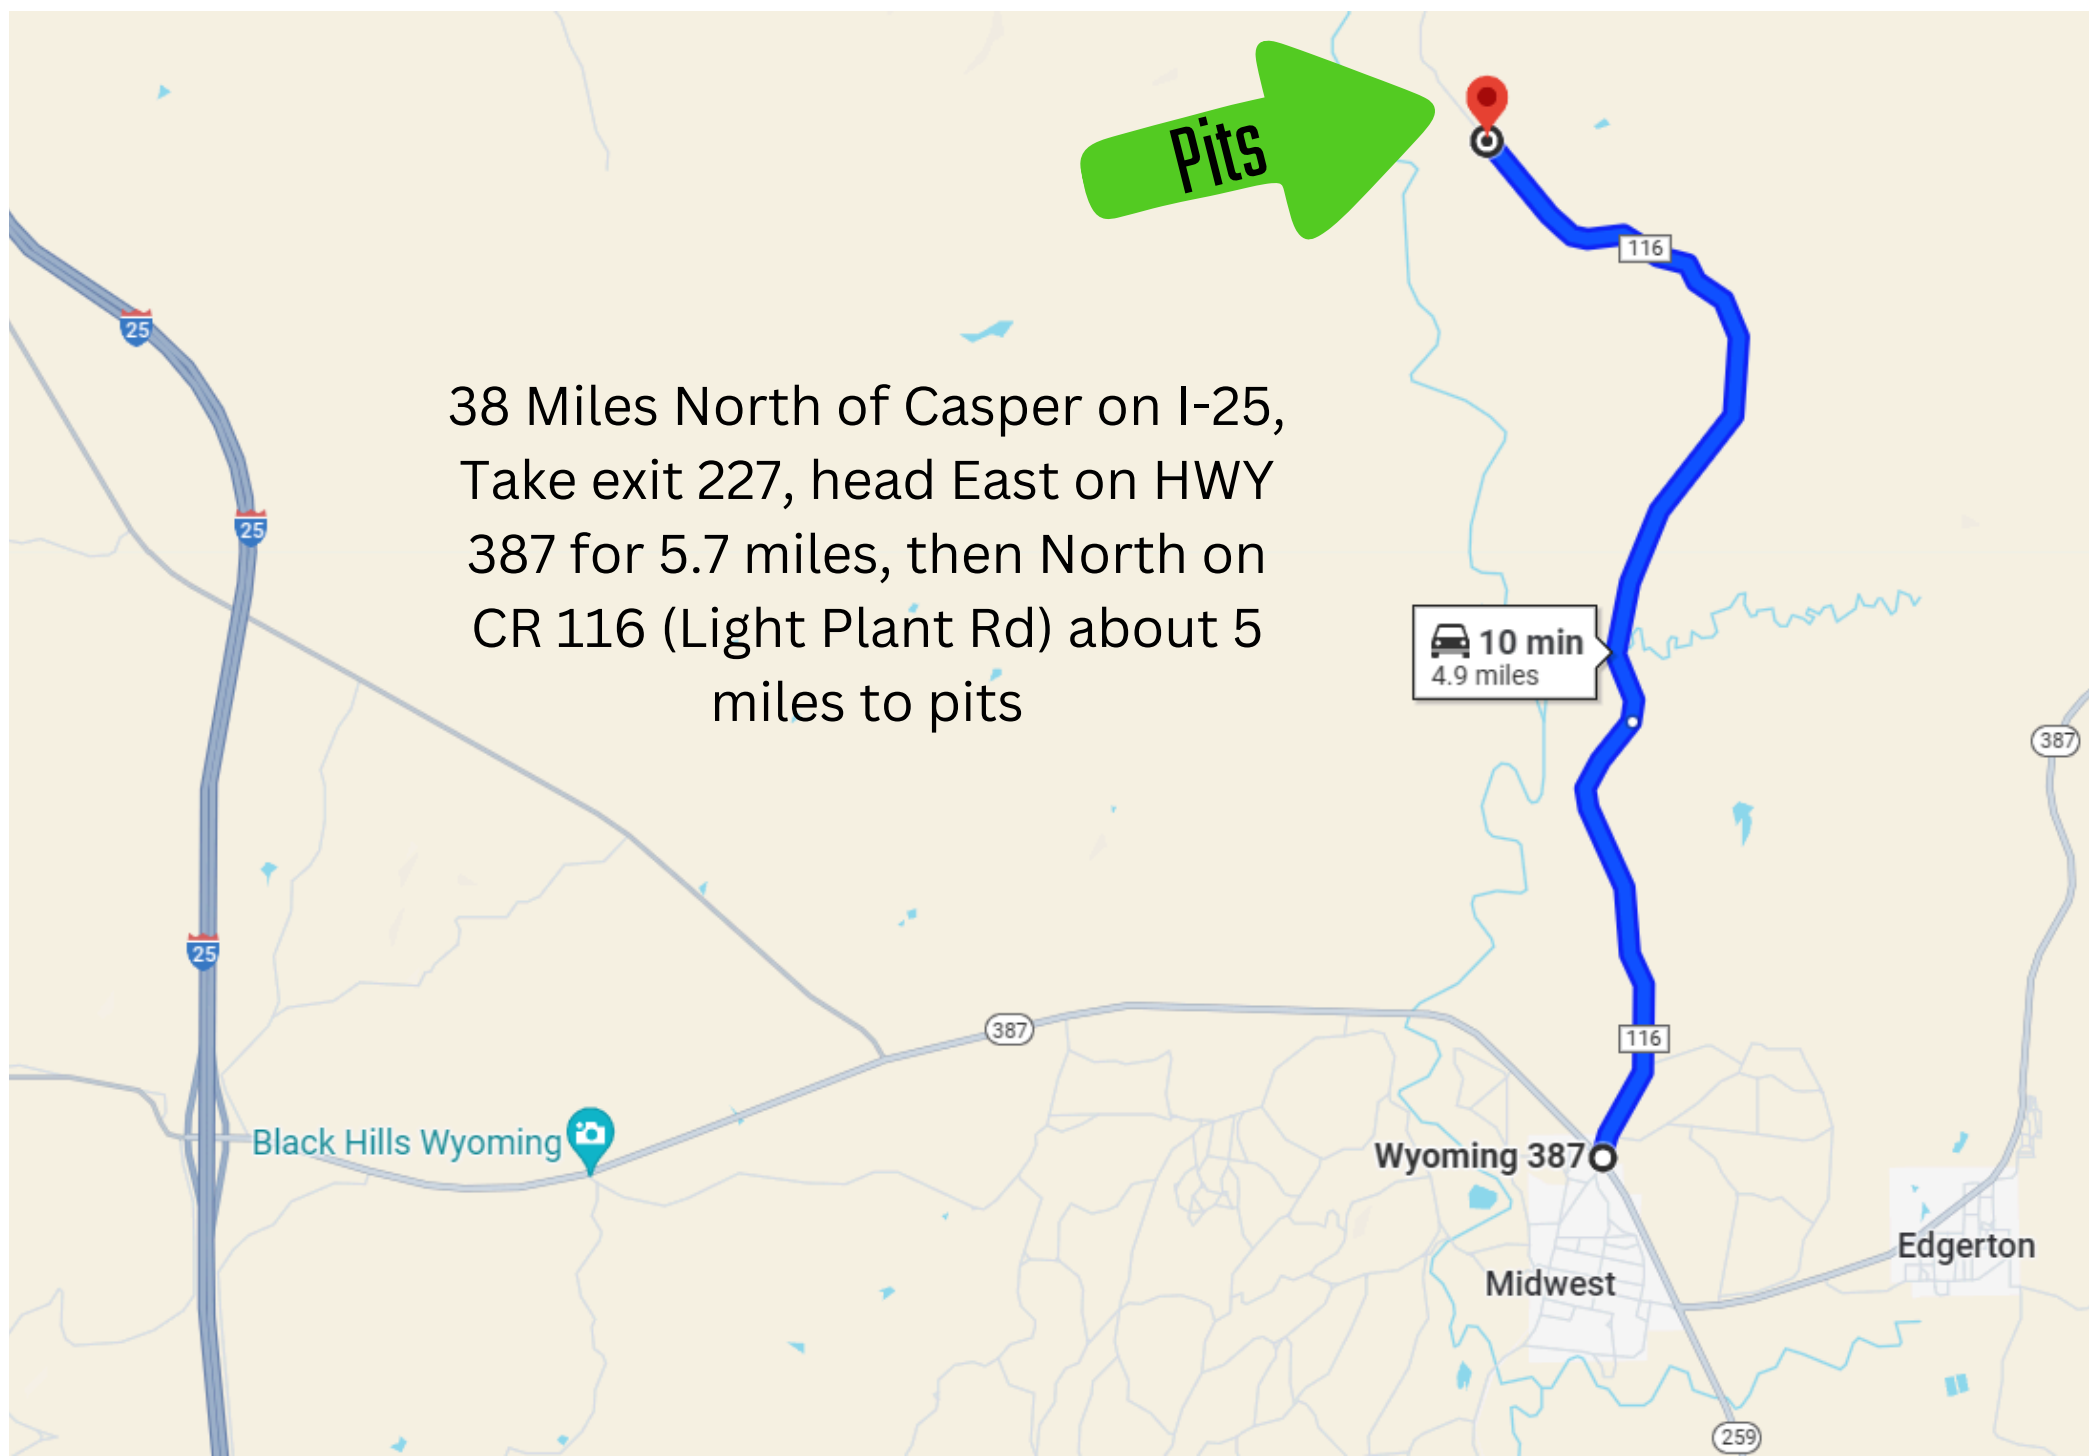 Pits
116
25
38 Miles North of Casper on I-25,
Take exit 227, head East on HWY
387 for 5.7 miles, then North on
CR 116 (Light Plant Rd) about 5
miles to pits
25
10 min
4.9 miles
387
25
387
116
Black Hills Wyoming
Wyoming 387
Edgerton
Midwest
259